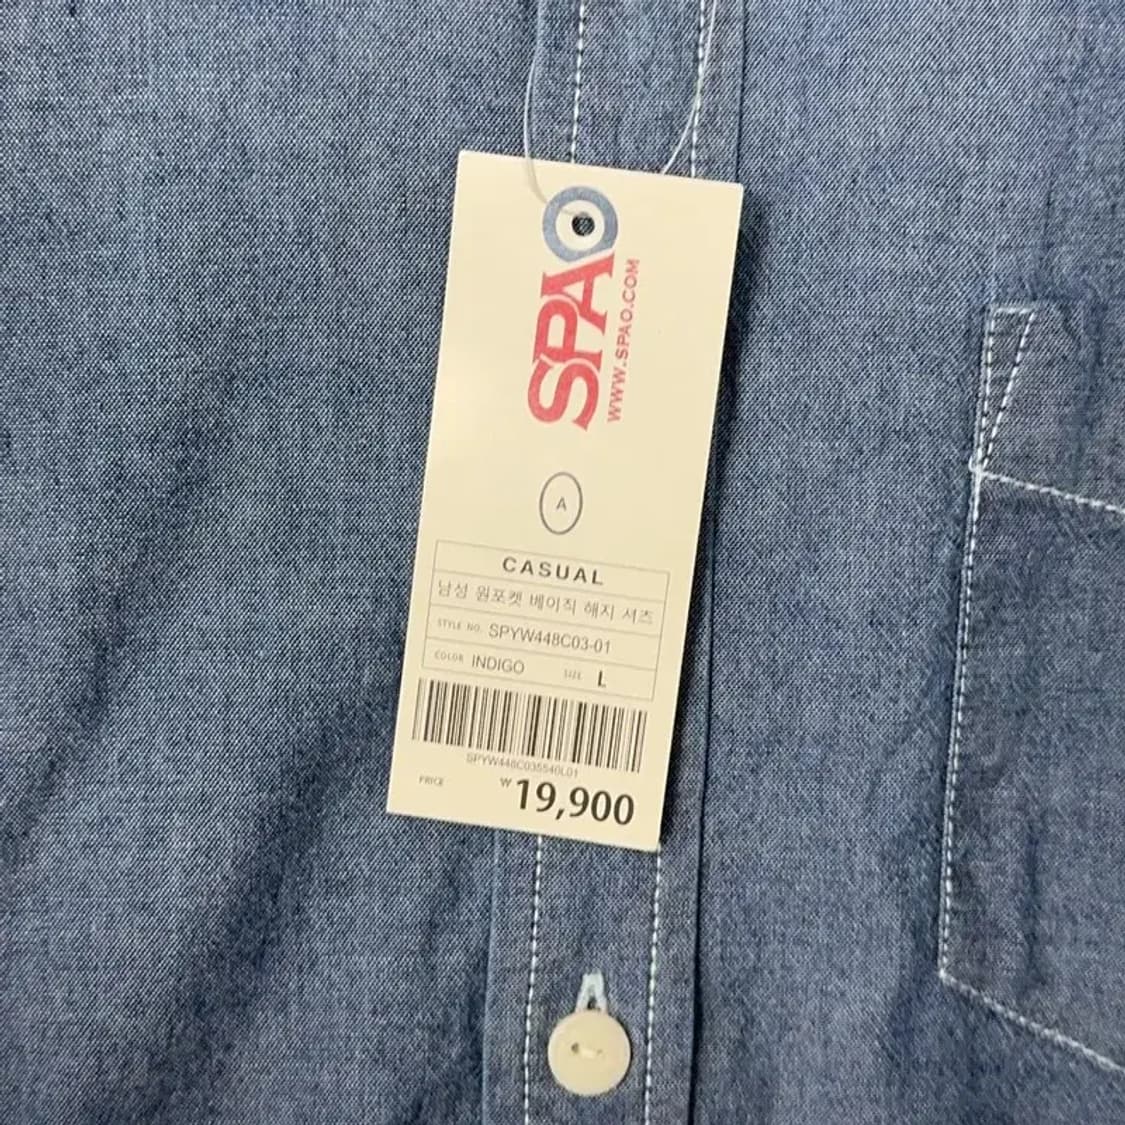 SPAO
WWW.SPAO.COM
A
CASUAL
남성 원포켓 베이직 해지 셔츠
STYLE NO. SPYW448C03-01
COLOR INDIGO SIZE L
SPYW448C035540L01
PRICE ₩19,900